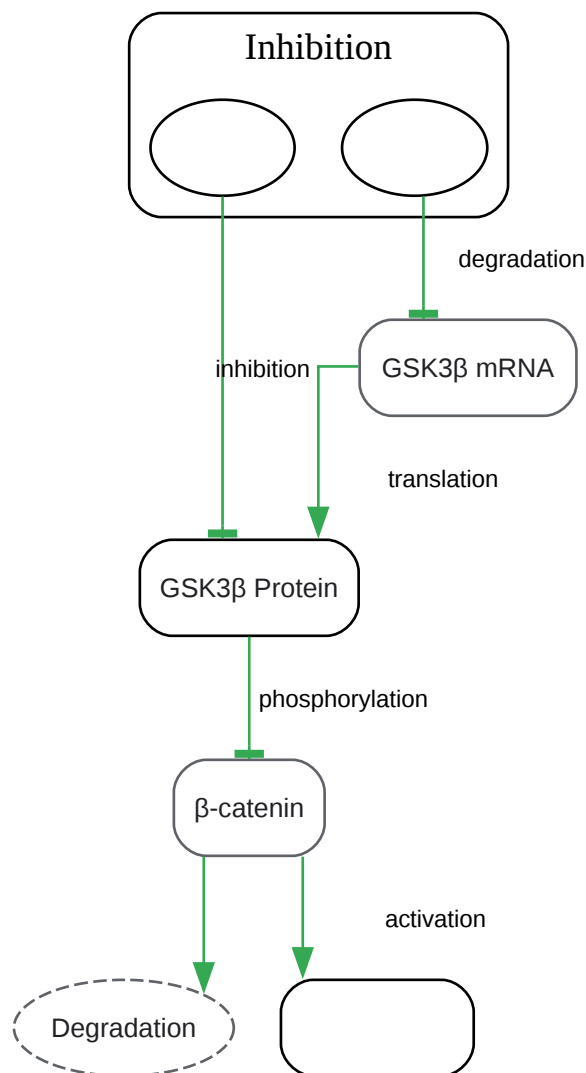 Inhibition
degradation
GSK3β mRNA
inhibition
translation
GSK3β Protein
phosphorylation
β-catenin
activation
Degradation